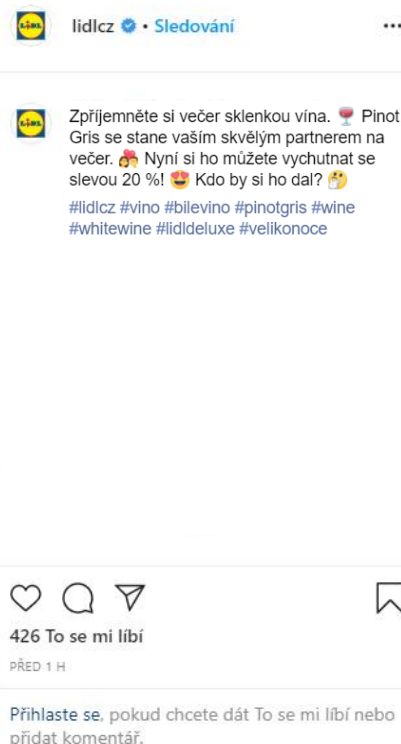 lidlcz • Sledování
LIDL
LIDL
Zpříjemněte si večer sklenkou vína. 🍷 Pinot
Gris se stane vaším skvělým partnerem na
večer. 💑 Nyní si ho můžete vychutnat se
slevou 20 %! 😍 Kdo by si ho dal? 🤔
#lidlcz #vino #bilevino #pinotgris #wine
#whitewine #lidldeluxe #velikonoce
426 To se mi líbí
PŘED 1 H
Přihlaste se, pokud chcete dát To se mi líbí nebo
přidat komentář.